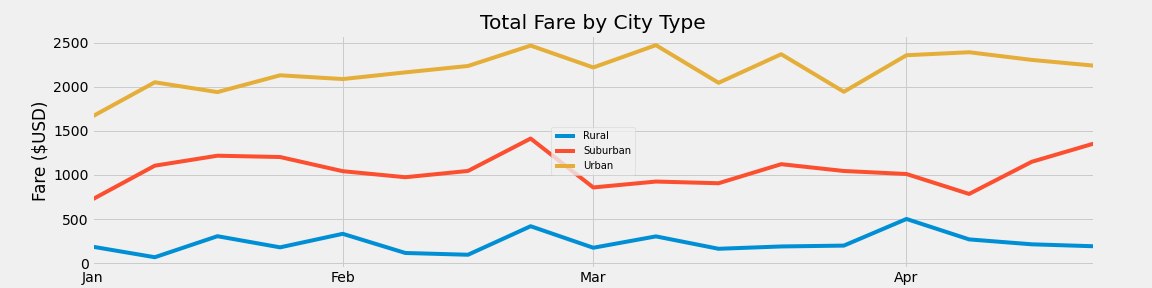 Total Fare by City Type
Fare ($USD)
2500
2000
1500
1000
500
0
Rural
Suburban
Urban
Jan Feb Mar Apr